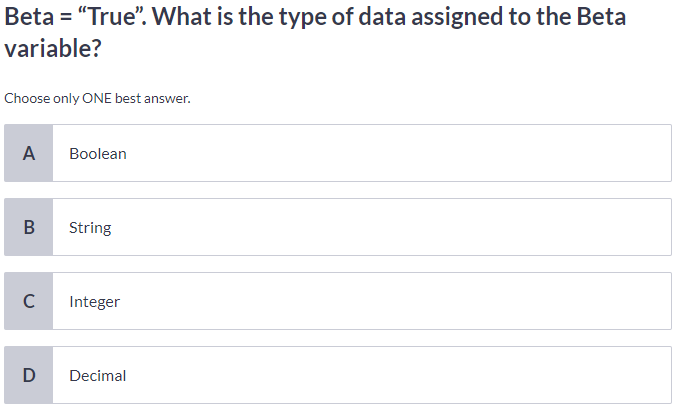 Beta = “True”. What is the type of data assigned to the Beta
variable?
Choose only ONE best answer.
A Boolean
B String
C Integer
D Decimal